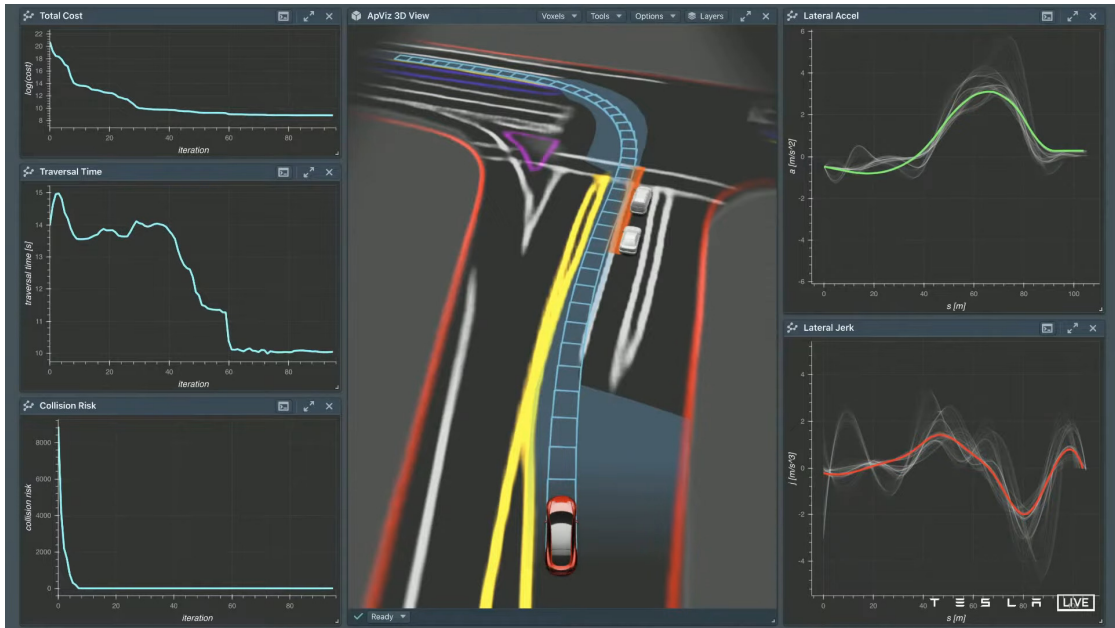 Total Cost
log(cost)
22
20
18
16
14
12
10
8
0
20
40
60
80
iteration
Traversal Time
traversal time [s]
15
14
13
12
11
10
0
20
40
60
80
iteration
Collision Risk
collision risk
8000
6000
4000
2000
0
0
20
40
60
80
iteration
ApViz 3D View
Voxels
Tools
Options
Layers
Ready
Lateral Accel
a [m/s^2]
6
4
2
0
-2
-4
-6
0
20
40
60
80
100
s [m]
Lateral Jerk
j [m/s^3]
4
2
0
-2
-4
0
20
40
60
80
s [m]
TESLA LIVE